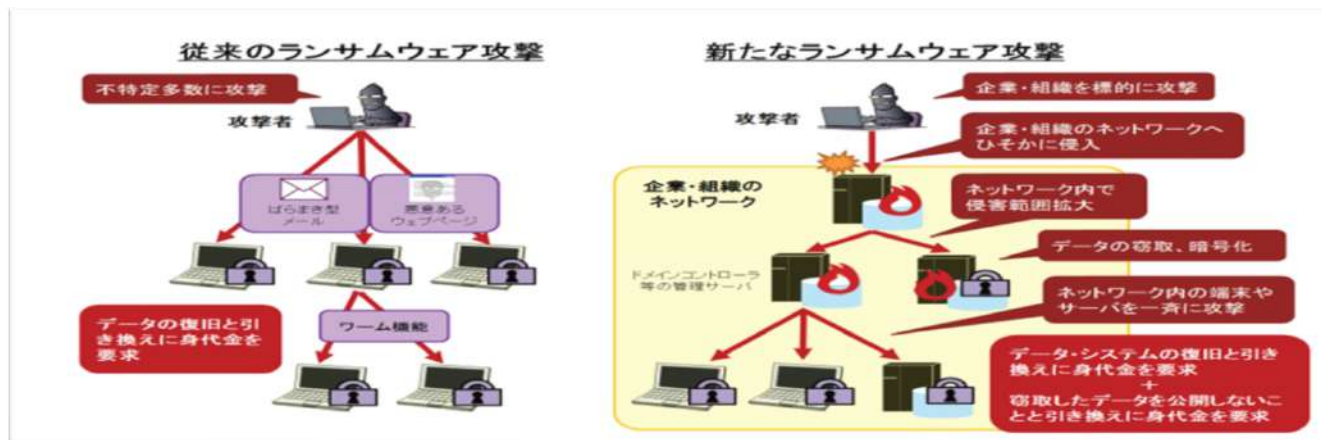 従来のランサムウェア攻撃
不特定多数に攻撃
攻撃者
ばらまき型
メール
悪意ある
ウェブページ
ワーム機能
データの復旧と引
き換えに身代金を
要求
新たなランサムウェア攻撃
企業・組織を標的に攻撃
攻撃者
企業・組織のネットワークへ
ひそかに侵入
企業・組織の
ネットワーク
ネットワーク内で
侵害範囲拡大
データの窃取、暗号化
ドメインコントローラ
等の管理サーバ
ネットワーク内の端末や
サーバを一斉に攻撃
データ・システムの復旧と引き
換えに身代金を要求
+
窃取したデータを公開しないこ
とと引き換えに身代金を要求